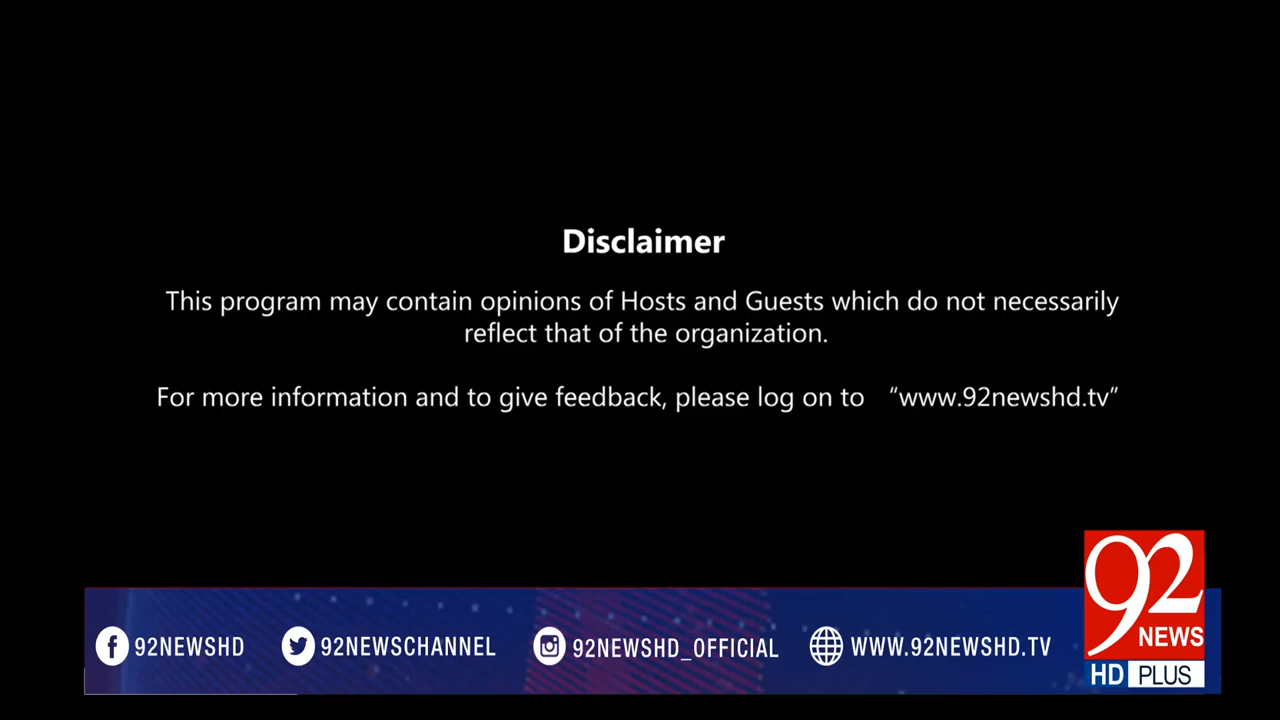 Disclaimer
This program may contain opinions of Hosts and Guests which do not necessarily
reflect that of the organization.
For more information and to give feedback, please log on to “www.92newshd.tv”
92NEWSHD
92NEWSCHANNEL
92NEWSHD_OFFICIAL
WWW.92NEWSHD.TV
92
NEWS
HD PLUS